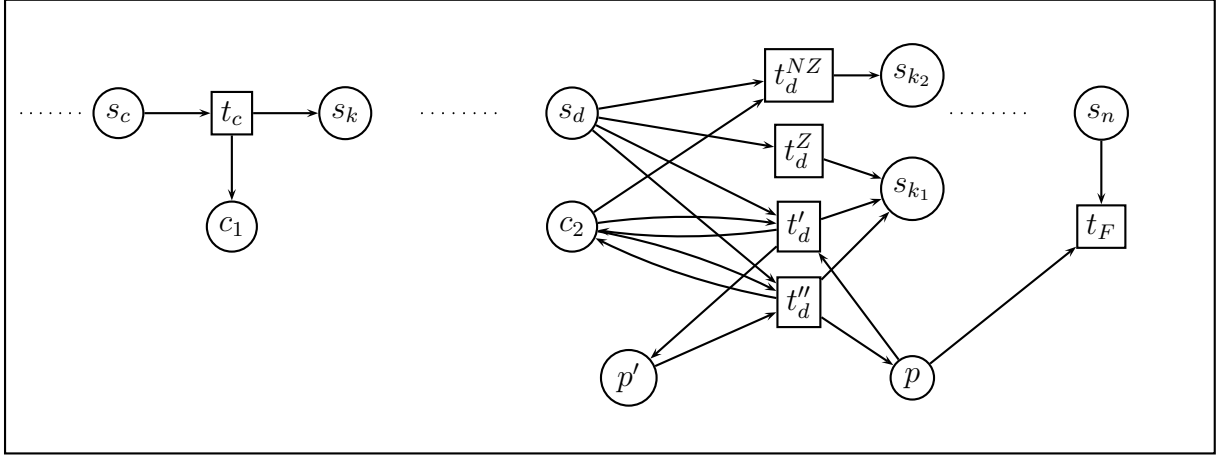 ........ s_c t_c s_k ........ s_d t_d^{NZ} s_{k_2} ........ s_n
t_d^Z s_{k_1}
c_1 c_2 t'_d t_F
t''_d
p' p